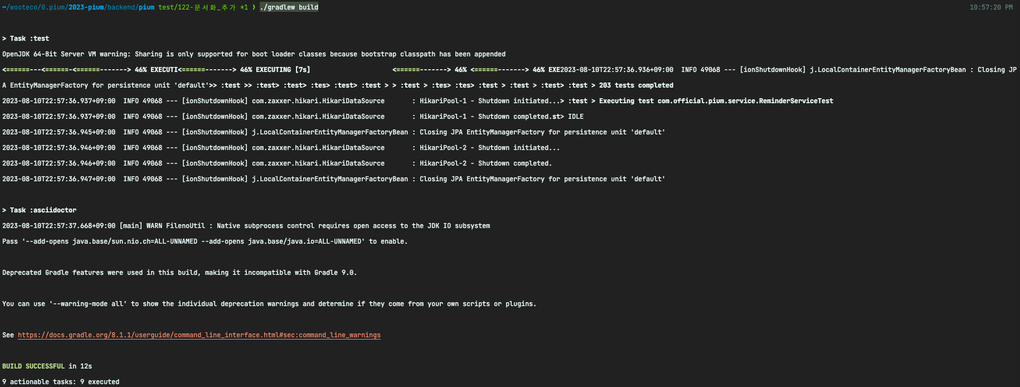 ~/wooteco/0.pium/2023-pium/backend/pium test/122-문서화_추가 +1 ❯ ./gradlew build 10:57:20 PM
> Task :test
OpenJDK 64-Bit Server VM warning: Sharing is only supported for boot loader classes because bootstrap classpath has been appended
<======---<======-<======-------> 46% EXECUTI<======-------> 46% EXECUTING [7s] <======-------> 46% <======-------> 46% EXE2023-08-10T22:57:36.936+09:00 INFO 49068 --- [ionShutdownHook] j.LocalContainerEntityManagerFactoryBean : Closing JP
A EntityManagerFactory for persistence unit 'default'>> :test >> :test> :test> :tes> :test> :test > > :test > :test > :tes> :tes> :test > :test > :test> :test > 203 tests completed
2023-08-10T22:57:36.937+09:00 INFO 49068 --- [ionShutdownHook] com.zaxxer.hikari.HikariDataSource : HikariPool-1 - Shutdown initiated...> :test > Executing test com.official.pium.service.ReminderServiceTest
2023-08-10T22:57:36.937+09:00 INFO 49068 --- [ionShutdownHook] com.zaxxer.hikari.HikariDataSource : HikariPool-1 - Shutdown completed.st> IDLE
2023-08-10T22:57:36.945+09:00 INFO 49068 --- [ionShutdownHook] j.LocalContainerEntityManagerFactoryBean : Closing JPA EntityManagerFactory for persistence unit 'default'
2023-08-10T22:57:36.946+09:00 INFO 49068 --- [ionShutdownHook] com.zaxxer.hikari.HikariDataSource : HikariPool-2 - Shutdown initiated...
2023-08-10T22:57:36.946+09:00 INFO 49068 --- [ionShutdownHook] com.zaxxer.hikari.HikariDataSource : HikariPool-2 - Shutdown completed.
2023-08-10T22:57:36.947+09:00 INFO 49068 --- [ionShutdownHook] j.LocalContainerEntityManagerFactoryBean : Closing JPA EntityManagerFactory for persistence unit 'default'
> Task :asciidoctor
2023-08-10T22:57:37.668+09:00 [main] WARN FilenoUtil : Native subprocess control requires open access to the JDK IO subsystem
Pass '--add-opens java.base/sun.nio.ch=ALL-UNNAMED --add-opens java.base/java.io=ALL-UNNAMED' to enable.
Deprecated Gradle features were used in this build, making it incompatible with Gradle 9.0.
You can use '--warning-mode all' to show the individual deprecation warnings and determine if they come from your own scripts or plugins.
See https://docs.gradle.org/8.1.1/userguide/command_line_interface.html#sec:command_line_warnings
BUILD SUCCESSFUL in 12s
9 actionable tasks: 9 executed